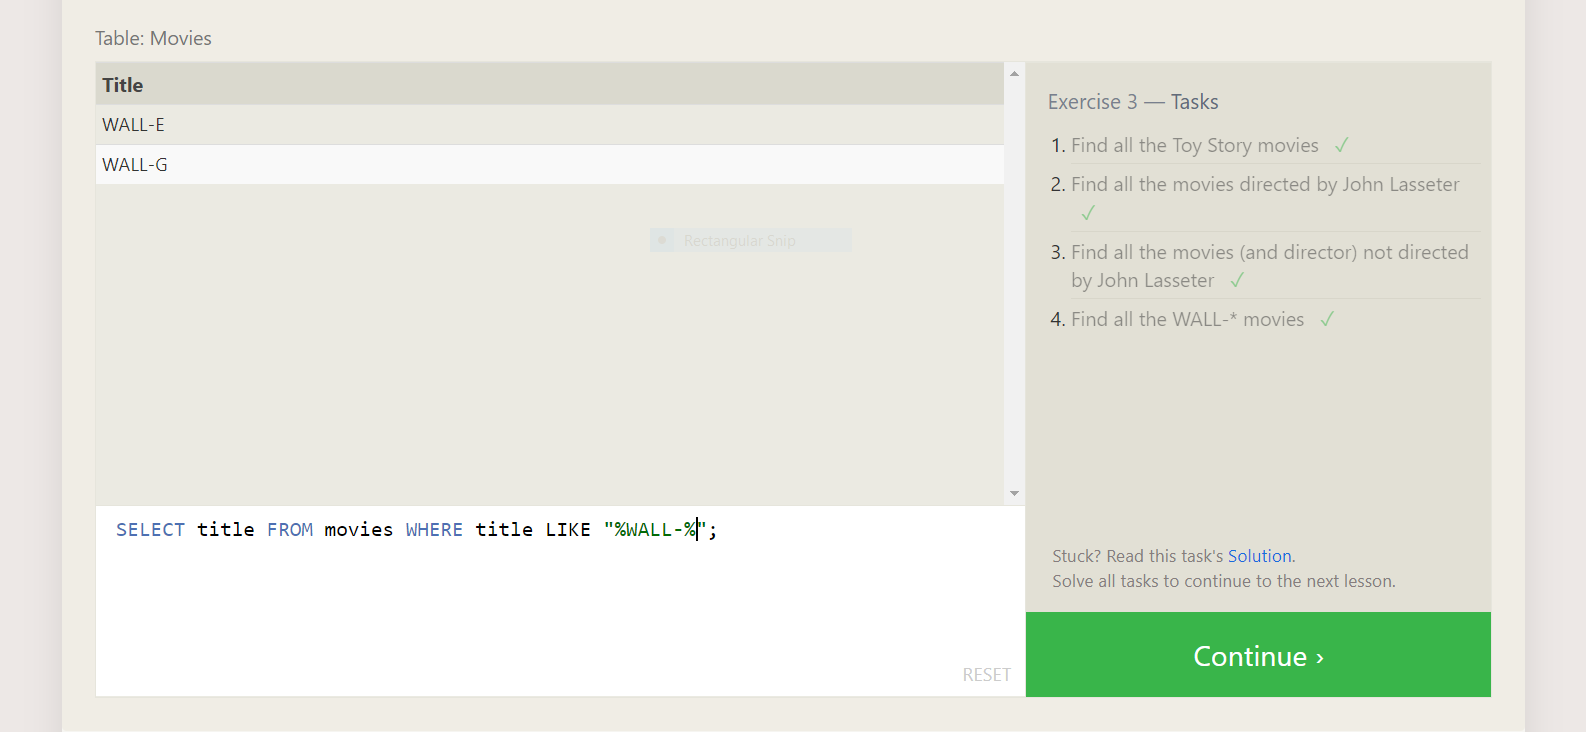 Table: Movies
Title
WALL-E
WALL-G
Rectangular Snip
SELECT title FROM movies WHERE title LIKE "%WALL-%";
RESET
Exercise 3 — Tasks
1. Find all the Toy Story movies ✓
2. Find all the movies directed by John Lasseter
✓
3. Find all the movies (and director) not directed
by John Lasseter ✓
4. Find all the WALL-* movies ✓
Stuck? Read this task's Solution.
Solve all tasks to continue to the next lesson.
Continue ›